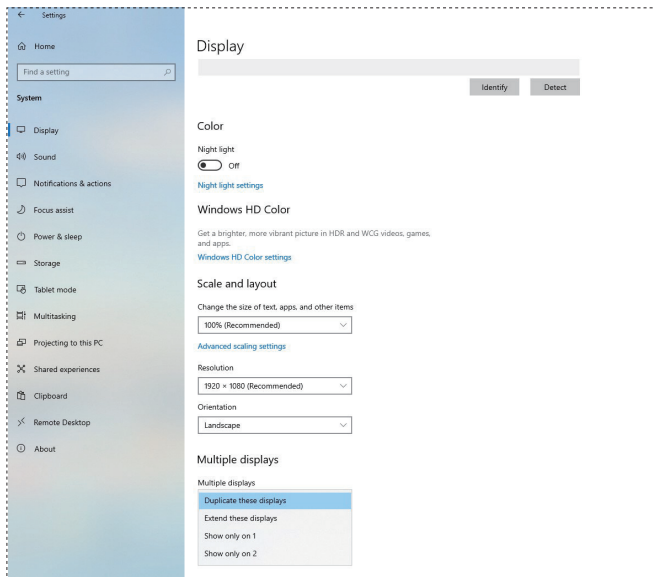 Settings
Home
Find a setting
System
Display
Sound
Notifications & actions
Focus assist
Power & sleep
Storage
Tablet mode
Multitasking
Projecting to this PC
Shared experiences
Clipboard
Remote Desktop
About
Display
Identify
Detect
Color
Night light
Off
Night light settings
Windows HD Color
Get a brighter, more vibrant picture in HDR and WCG videos, games,
and apps.
Windows HD Color settings
Scale and layout
Change the size of text, apps, and other items
100% (Recommended)
Advanced scaling settings
Resolution
1920 × 1080 (Recommended)
Orientation
Landscape
Multiple displays
Multiple displays
Duplicate these displays
Extend these displays
Show only on 1
Show only on 2